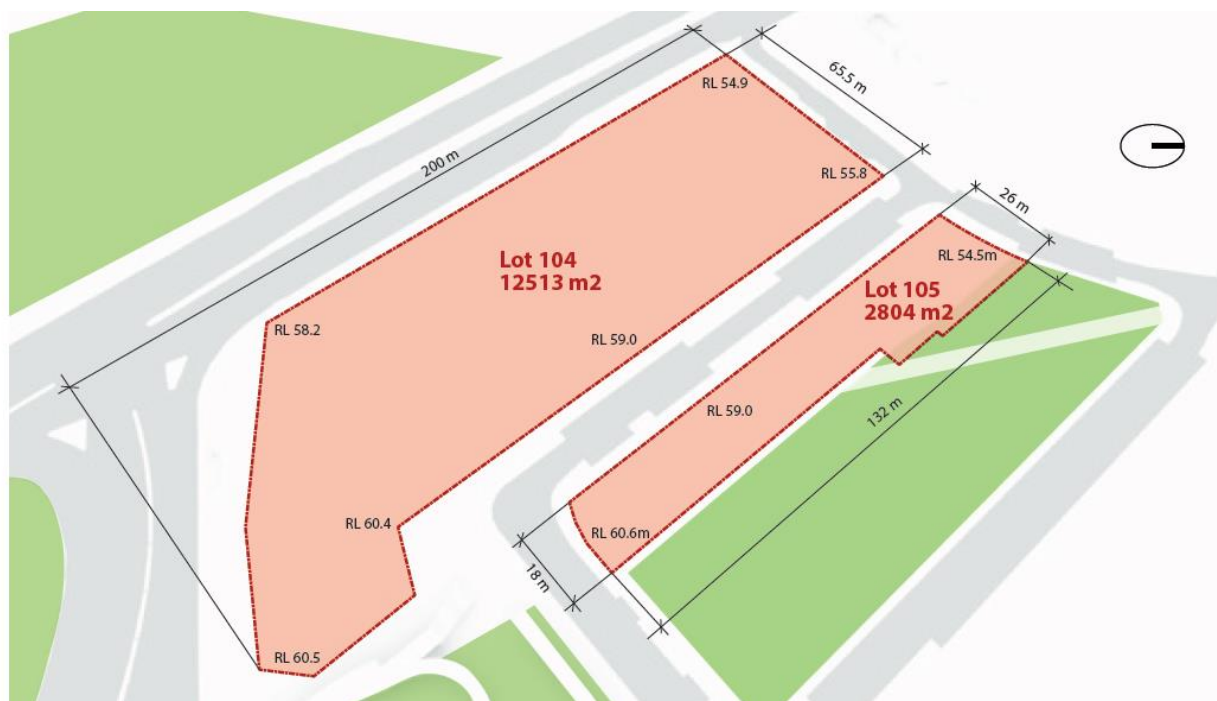 RL 54.9
65.5 m
200 m
RL 55.8
26 m
Lot 104
12513 m2
RL 54.5m
Lot 105
2804 m2
RL 58.2
RL 59.0
RL 59.0
132 m
RL 60.4
RL 60.6m
18 m
RL 60.5